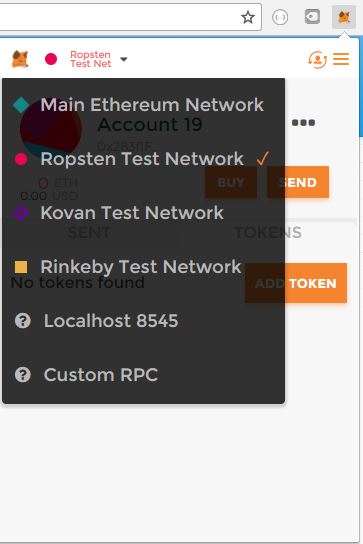 Ropsten
Test Net
Main Ethereum Network
Account 19
0x283f1F
Ropsten Test Network ✓
0 ETH
0.00 USD
BUY SEND
Kovan Test Network
SENT TOKENS
Rinkeby Test Network
No tokens found
ADD TOKEN
Localhost 8545
Custom RPC